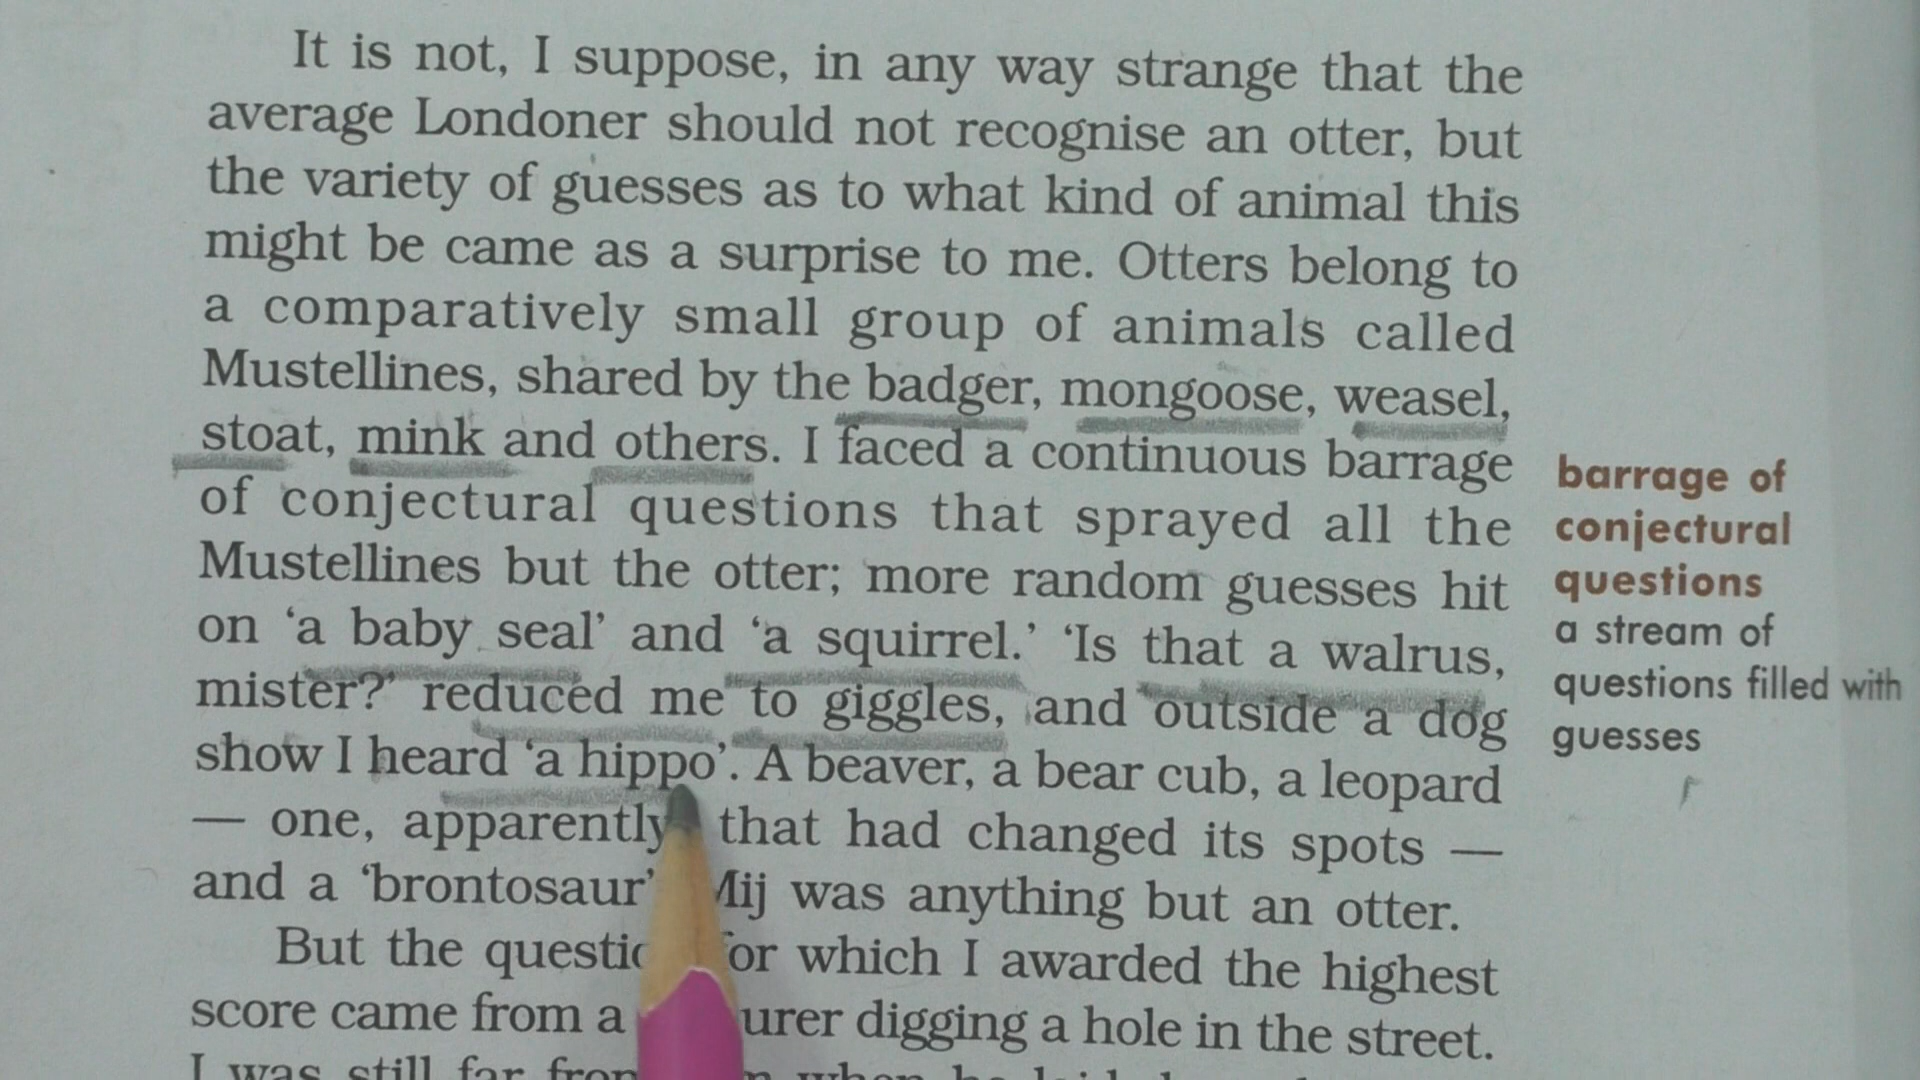 It is not, I suppose, in any way strange that the
average Londoner should not recognise an otter, but
the variety of guesses as to what kind of animal this
might be came as a surprise to me. Otters belong to
a comparatively small group of animals called
Mustellines, shared by the badger, mongoose, weasel,
stoat, mink and others. I faced a continuous barrage
of conjectural questions that sprayed all the
Mustellines but the otter; more random guesses hit
on ‘a baby seal’ and ‘a squirrel.’ ‘Is that a walrus,
mister?’ reduced me to giggles, and outside a dog
show I heard ‘a hippo’. A beaver, a bear cub, a leopard
— one, apparently that had changed its spots —
and a ‘brontosaur’ Mij was anything but an otter.
But the for which I awarded the highest
score came from a digging a hole in the street.
I was still far
barrage of
conjectural
questions
a stream of
questions filled with
guesses